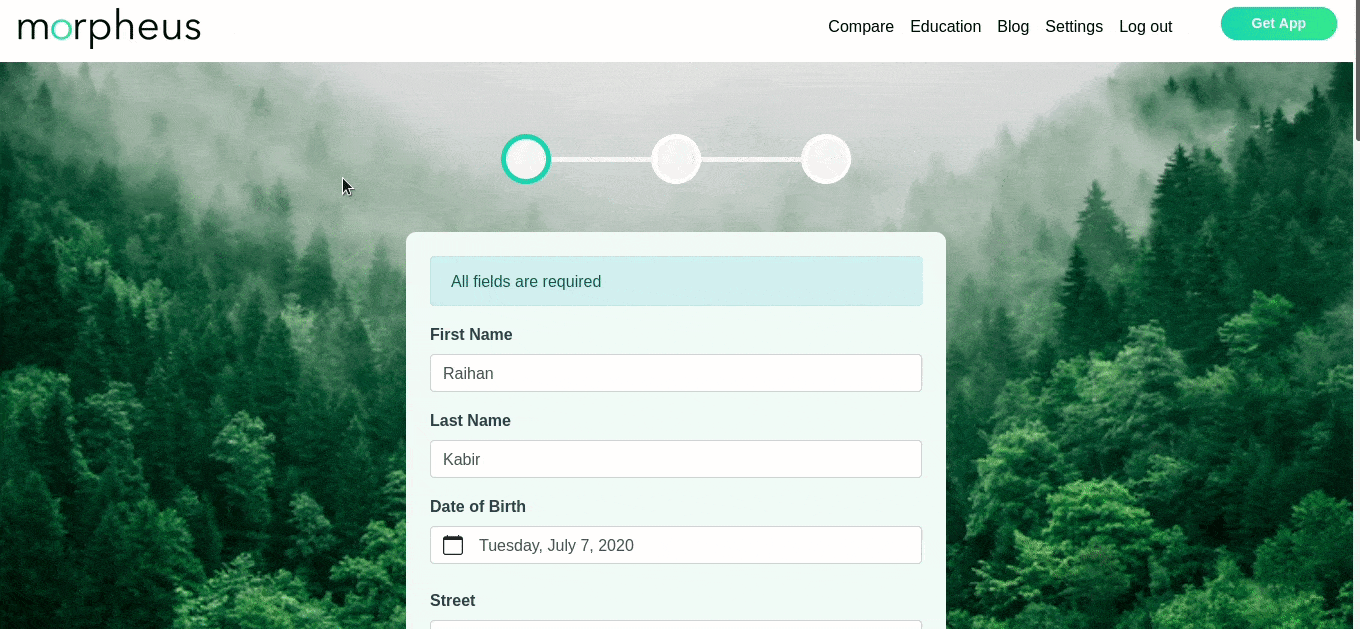 morpheus
Compare Education Blog Settings Log out Get App
All fields are required
First Name
Raihan
Last Name
Kabir
Date of Birth
Tuesday, July 7, 2020
Street